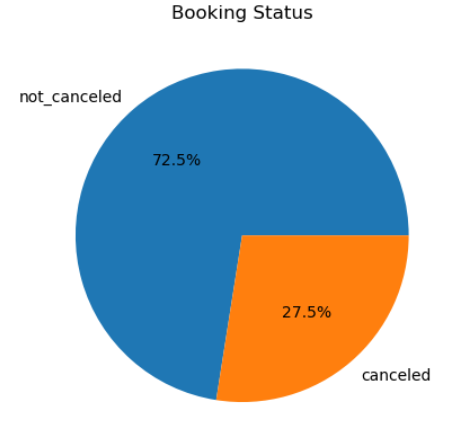 Booking Status
not_canceled
72.5%
27.5%
canceled